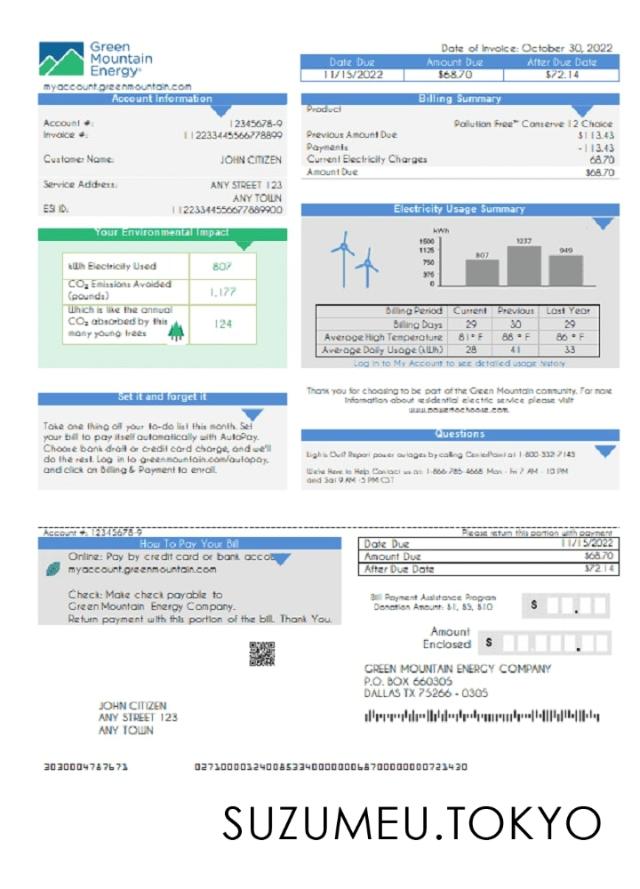 Green
Mountain
Energy
myaccount.greenmountain.com
Date of Invoice: October 30, 2022
Date Due Amount Due After Due Date
11/15/2022 $68.70 $72.14
Account Information
Account #: 12345678-9
Invoice #: 112233445566778899
Customer Name: JOHN CITIZEN
Service Address: ANY STREET 123
ANY TOWN
ESI ID: 11223344556677889900
Billing Summary
Product
Pollution Free™ Conserve 12 Choice
Previous Amount Due $113.43
Payments -113.43
Current Electricity Charges 68.70
Amount Due $68.70
Your Environmental Impact
kWh Electricity Used 807
CO₂ Emissions Avoided
(pounds) 1,177
Which is like the annual
CO₂ absorbed by this
many young trees 124
Electricity Usage Summary
kWh
1500
1125
750
375
0
807 1237 949
Billing Period Current Previous Last Year
Billing Days 29 30 29
Average High Temperature 81° F 88 ° F 86 ° F
Average Daily Usage (kWh) 28 41 33
Log in to My Account to see detailed usage history
Set it and forget it
Take one thing off your to-do list this month. Set
your bill to pay itself automatically with AutoPay.
Choose bank draft or credit card charge, and we'll
do the rest. Log in to greenmountain.com/autopay,
and click on Billing & Payment to enroll.
Thank you for choosing to be part of the Green Mountain community. For more
information about residential electric service please visit
www.powertochoose.com
Questions
Lights Out? Report power outages by calling CenterPoint at 1-800-332-7143
We're Here to Help Contact us at: 1-866-785-4668 Mon - Fri 7 AM - 10 PM
and Sat 9 AM -5 PM CST
Account #: 12345678-9
Please return this portion with payment
How To Pay Your Bill
Online: Pay by credit card or bank
myaccount.greenmountain.com
Check: Make check payable to
Green Mountain Energy Company.
Return payment with this portion of the bill. Thank You.
Date Due 11/15/2022
Amount Due $68.70
After Due Date $72.14
Bill Payment Assistance Program
Donation Amount: $1, $5, $10 $ .
Amount
Enclosed $ .
GREEN MOUNTAIN ENERGY COMPANY
P.O. BOX 660305
DALLAS TX 75266 - 0305
JOHN CITIZEN
ANY STREET 123
ANY TOWN
3030004787671
SUZUMEU.TOKYO